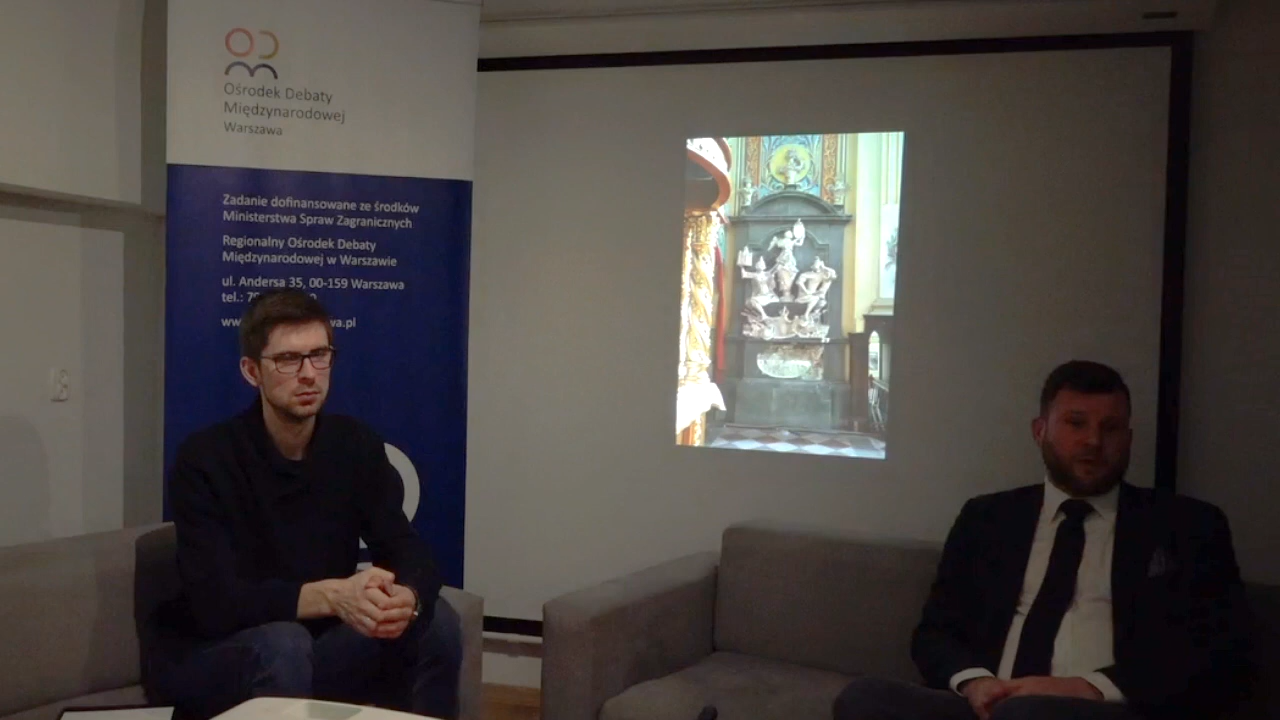 Ośrodek Debaty
Międzynarodowej
Warszawa
Zadanie dofinansowane ze środków
Ministerstwa Spraw Zagranicznych
Regionalny Ośrodek Debaty
Międzynarodowej w Warszawie
ul. Andersa 35, 00-159 Warszawa
tel.: